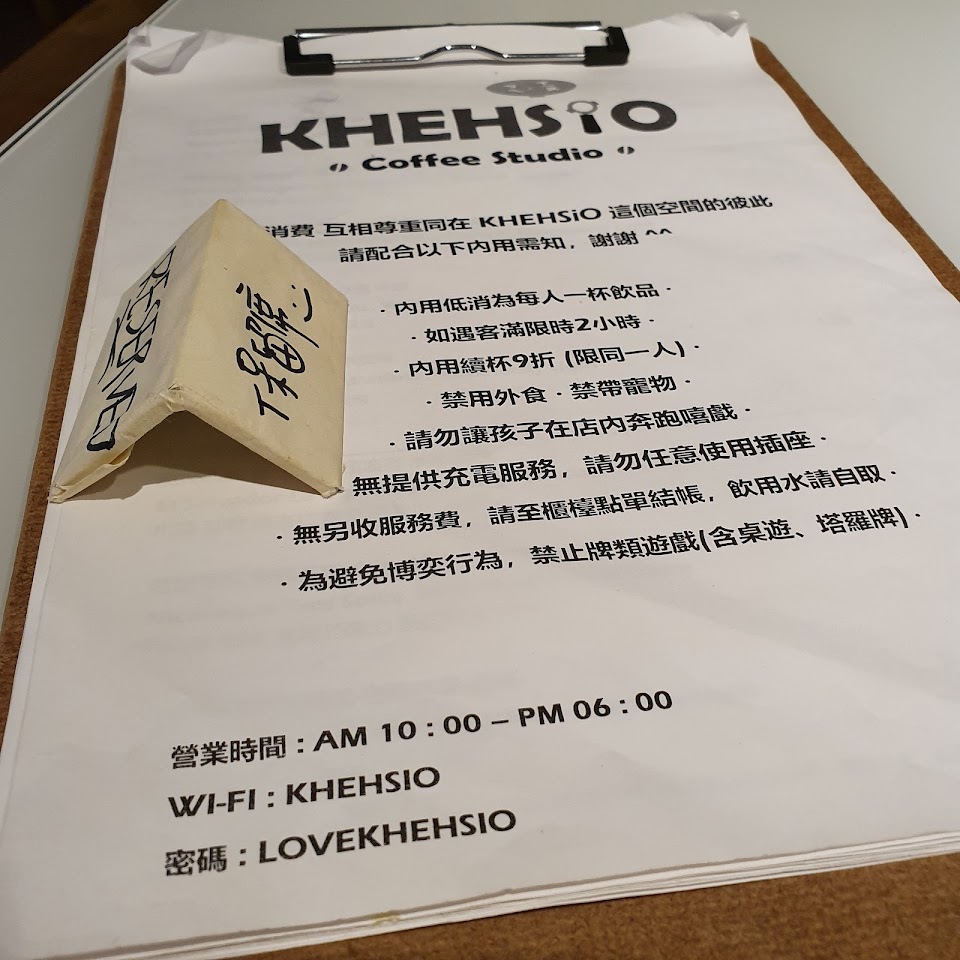 KHEHSiO
Coffee Studio
消費 互相尊重同在 KHEHSiO 這個空間的彼此
請配合以下內用需知,謝謝 ^^
· 內用低消為每人一杯飲品 ·
· 如遇客滿限時2小時 ·
· 內用續杯9折 (限同一人) ·
· 禁用外食 · 禁帶寵物 ·
· 請勿讓孩子在店內奔跑嘻戲 ·
無提供充電服務,請勿任意使用插座 ·
· 無另收服務費,請至櫃檯點單結帳,飲用水請自取 ·
· 為避免博奕行為,禁止牌類遊戲(含桌遊、塔羅牌) ·
RESERVED
營業時間:AM 10:00 – PM 06:00
WI-FI:KHEHSIO
密碼:LOVEKHEHSIO